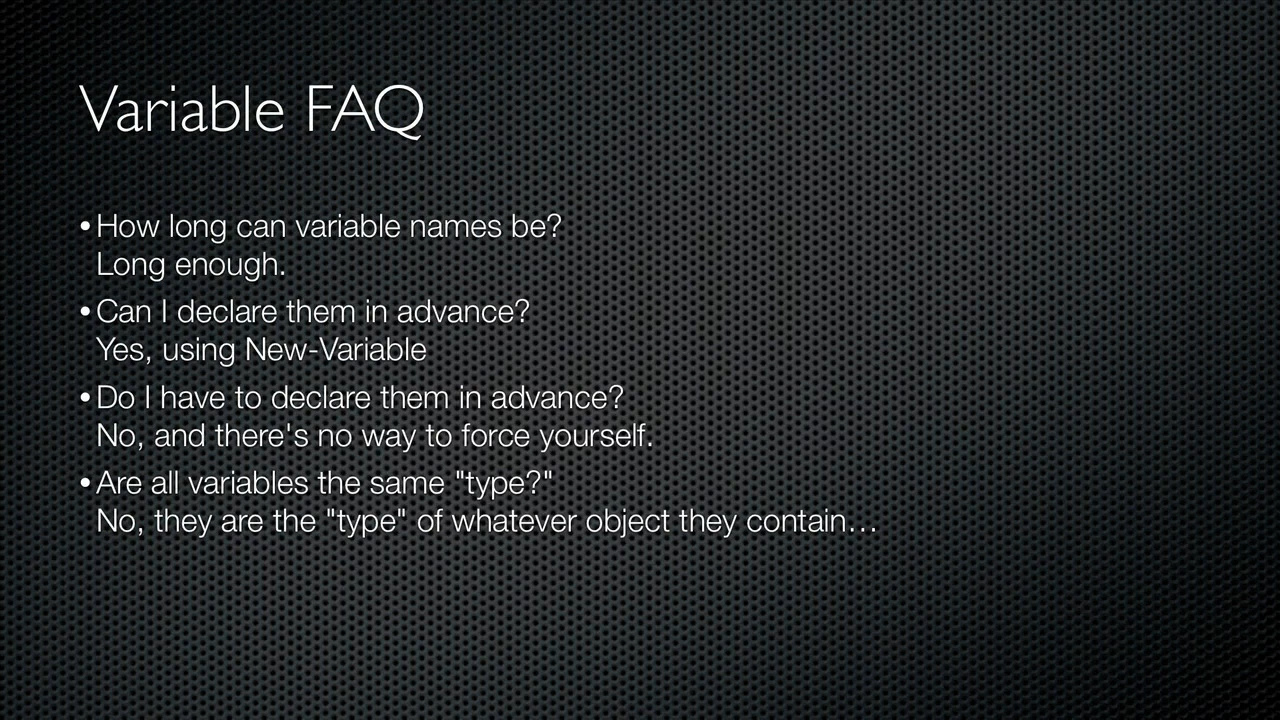 Variable FAQ
•How long can variable names be?
Long enough.
•Can I declare them in advance?
Yes, using New-Variable
•Do I have to declare them in advance?
No, and there's no way to force yourself.
•Are all variables the same "type?"
No, they are the "type" of whatever object they contain…